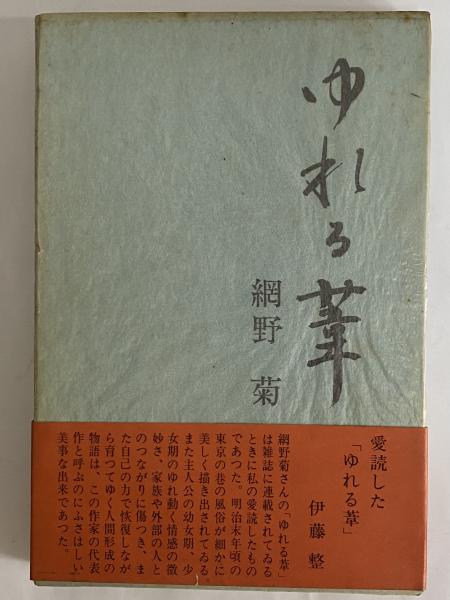 ゆれる葦
網野 菊
愛読した
「ゆれる葦」
伊藤 整
網野菊さんの「ゆれる葦」
は雑誌に連載されてゐる
ときに私の愛読したもの
であつた。明治末年頃の
東京の巷の風俗が細かに
美しく描き出されてゐる
また主人公の幼女期、少
女期のゆれ動く情感の微
妙さ、家族や外部の人と
のつながりに傷つき、ま
た自己の力で恢復しなが
ら育つてゆく人間形成の
物語は、この作家の代表
作と呼ぶのにふさはしい
美事な出来であつた。